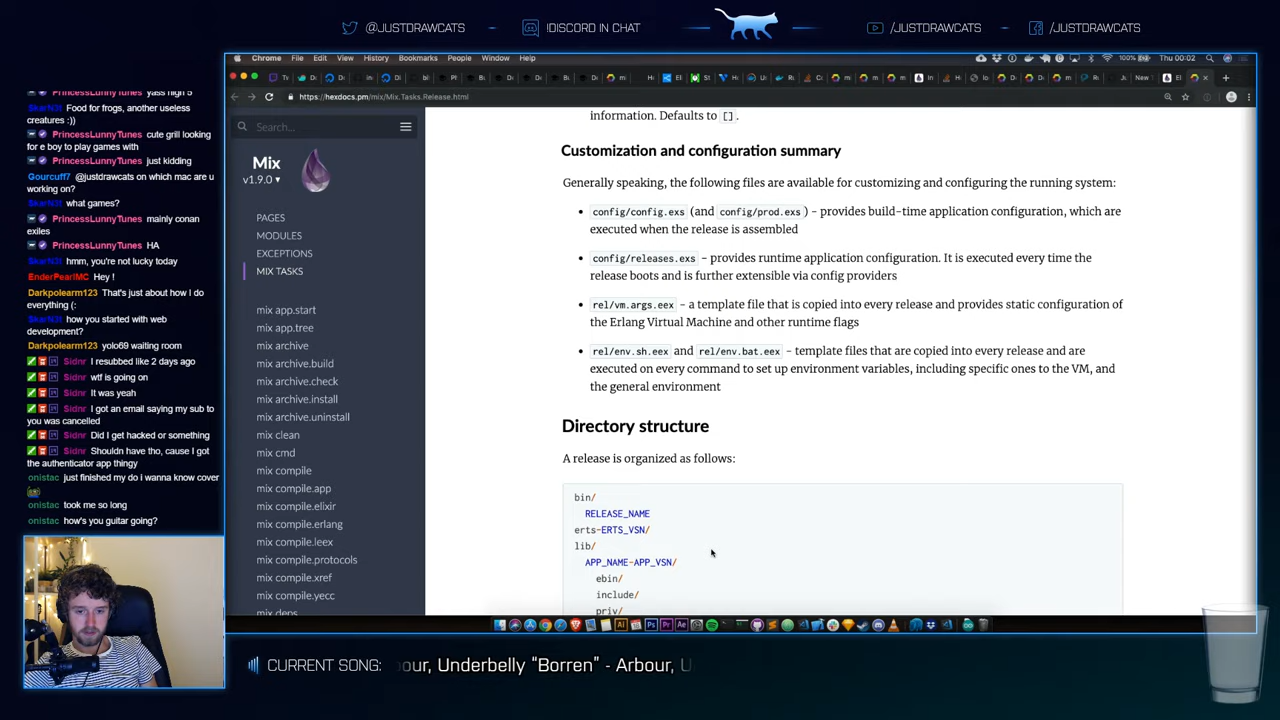 @JUSTDRAWCATS
!DISCORD IN CHAT
/JUSTDRAWCATS
/JUSTDRAWCATS
Chrome File Edit View History Bookmarks People Window Help
100% Thu 00:02
https://hexdocs.pm/mix/Mix.Tasks.Release.html
PrincessLunnyTunes yass high 5
SkarN3t Food for frogs, another useless
creatures :))
PrincessLunnyTunes cute grill looking
for e boy to play games with
PrincessLunnyTunes just kidding
Gourcuff7 @justdrawcats on which mac are u
working on?
what games?
PrincessLunnyTunes mainly conan
exiles
PrincessLunnyTunes HA
hmm, you're not lucky today
EnderPearlMC Hey !
Darkpolearm123 That's just about how I do
everything (:
how you started with web
development?
Darkpolearm123 yolo69 waiting room
Sidnr I resubbed like 2 days ago
Sidnr wtf is going on
Sidnr It was yeah
Sidnr I got an email saying my sub to
you was cancelled
Sidnr Did I get hacked or something
Sidnr Shouldn have tho, cause I got
the authenticator app thingy
onistac just finished my do i wanna know cover
onistac took me so long
onistac how's you guitar going?
Search...
Mix
v1.9.0
PAGES
MODULES
EXCEPTIONS
MIX TASKS
mix app.start
mix app.tree
mix archive
mix archive.build
mix archive.check
mix archive.install
mix archive.uninstall
mix clean
mix cmd
mix compile
mix compile.app
mix compile.elixir
mix compile.erlang
mix compile.leex
mix compile.protocols
mix compile.xref
mix compile.yecc
mix deps
information. Defaults to [].
Customization and configuration summary
Generally speaking, the following files are available for customizing and configuring the running system:
• config/config.exs (and config/prod.exs) - provides build-time application configuration, which are
executed when the release is assembled
• config/releases.exs - provides runtime application configuration. It is executed every time the
release boots and is further extensible via config providers
• rel/vm.args.eex - a template file that is copied into every release and provides static configuration of
the Erlang Virtual Machine and other runtime flags
• rel/env.sh.eex and rel/env.bat.eex - template files that are copied into every release and are
executed on every command to set up environment variables, including specific ones to the VM, and
the general environment
Directory structure
A release is organized as follows:
bin/
RELEASE_NAME
erts-ERTS_VSN/
lib/
APP_NAME-APP_VSN/
ebin/
include/
priv/
CURRENT SONG: our, Underbelly "Borren" - Arbour, U